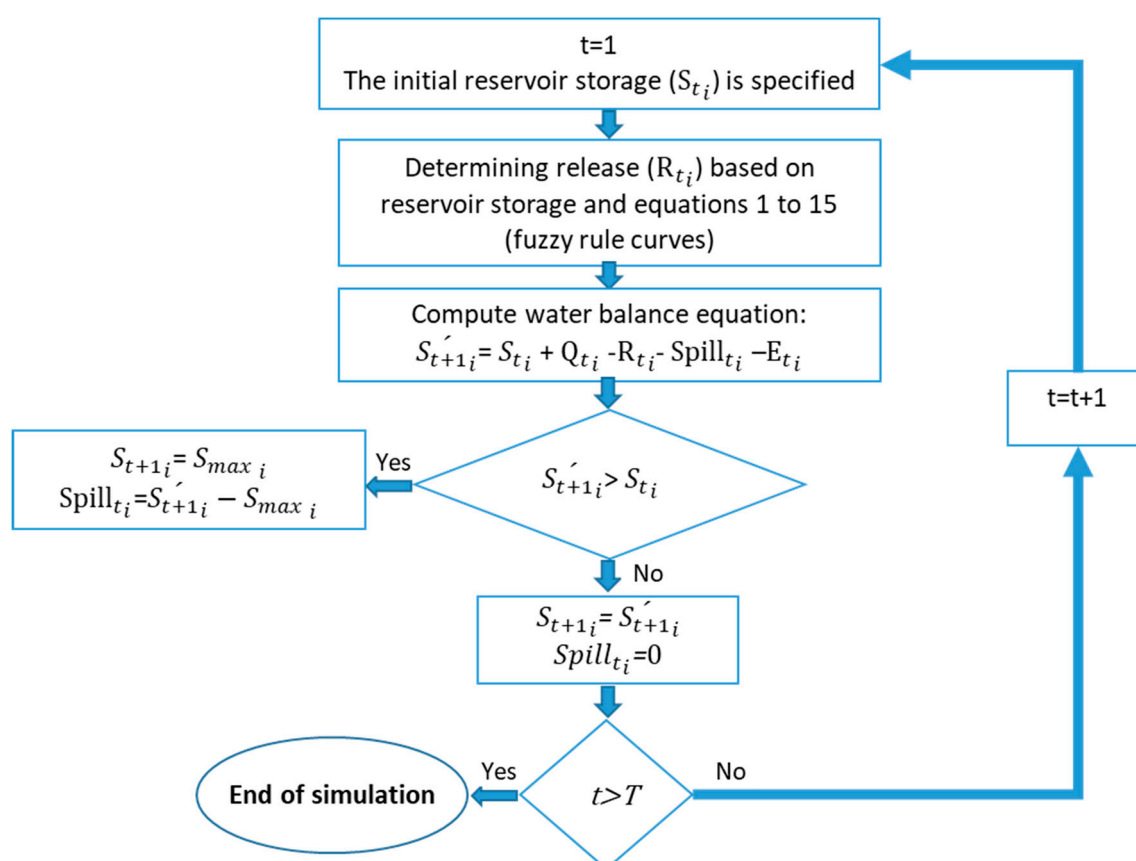 t=1
The initial reservoir storage (S_{t_i}) is specified
Determining release (R_{t_i}) based on
reservoir storage and equations 1 to 15
(fuzzy rule curves)
Compute water balance equation:
S´_{t+1_i}= S_{t_i} + Q_{t_i} -R_{t_i}- Spill_{t_i} –E_{t_i}
t=t+1
S_{t+1_i}= S_{max_i}
Spill_{t_i}=S´_{t+1_i} − S_{max_i}
Yes
S´_{t+1_i}> S_{t_i}
No
S_{t+1_i}= S´_{t+1_i}
Spill_{t_i}=0
End of simulation
Yes
t>T
No